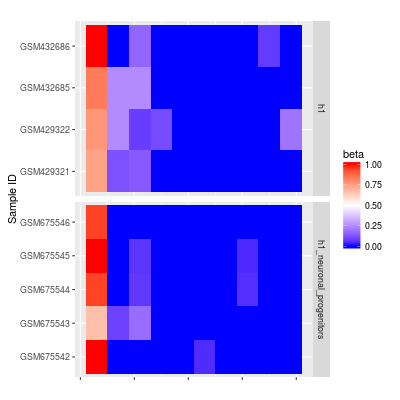 GSM432686
GSM432685
GSM429322
GSM429321
h1
GSM675546
GSM675545
GSM675544
GSM675543
GSM675542
h1_neuronal_progenitors
Sample ID
beta
1.00
0.75
0.50
0.25
0.00